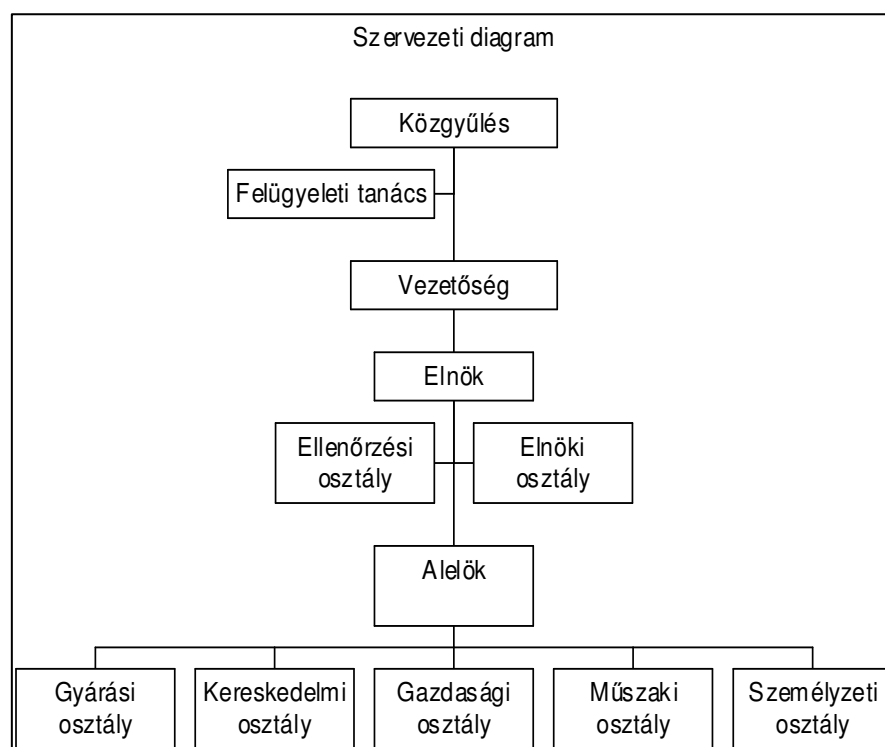 Szervezeti diagram
Közgyűlés
Felügyeleti tanács
Vezetőség
Elnök
Ellenőrzési
osztály
Elnöki
osztály
Alelök
Gyárási
osztály
Kereskedelmi
osztály
Gazdasági
osztály
Műszaki
osztály
Személyzeti
osztály